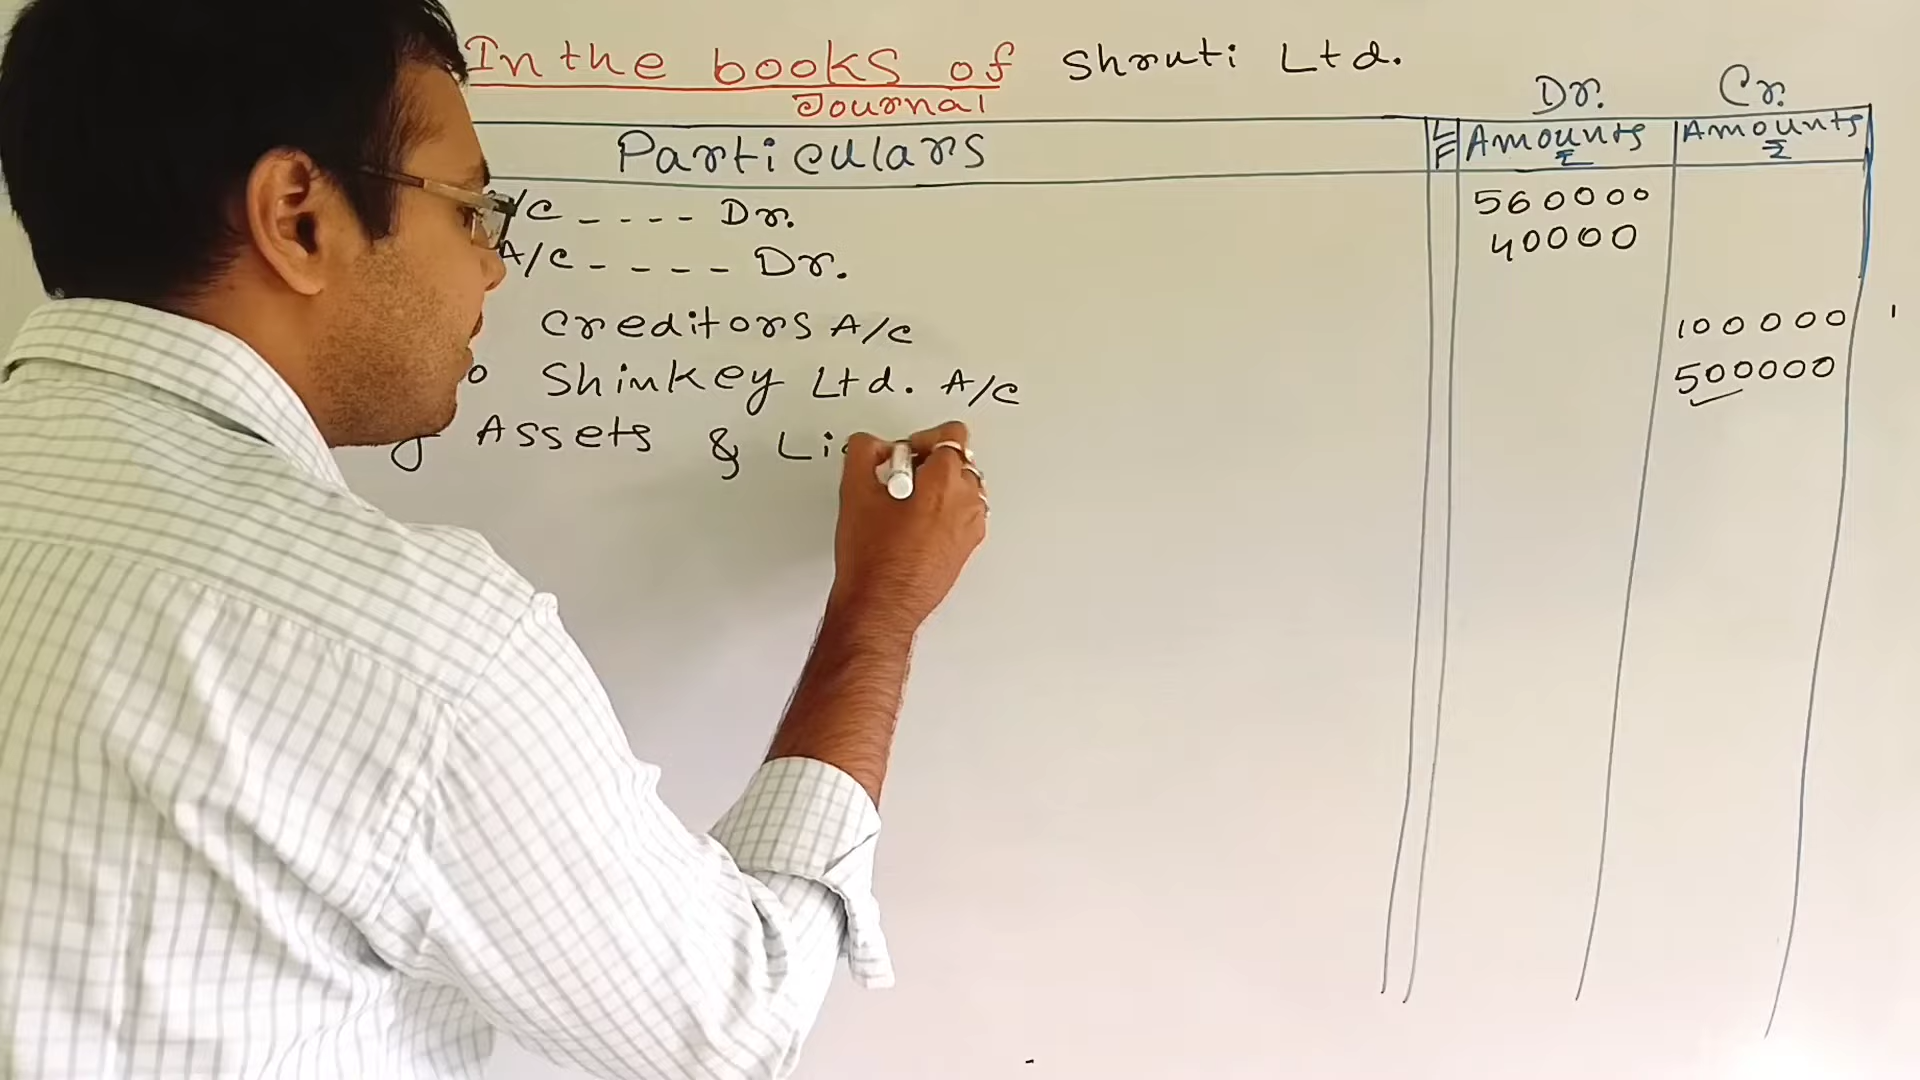 In the books of Shruti Ltd.
Journal
Dr. Cr.
Particulars LF Amounts ₹ Amounts ₹
/c ---- Dr. 560000
A/c ---- Dr. 40000
Creditors A/c 100000
o Shinkey Ltd. A/c 500000
g Assets & Li